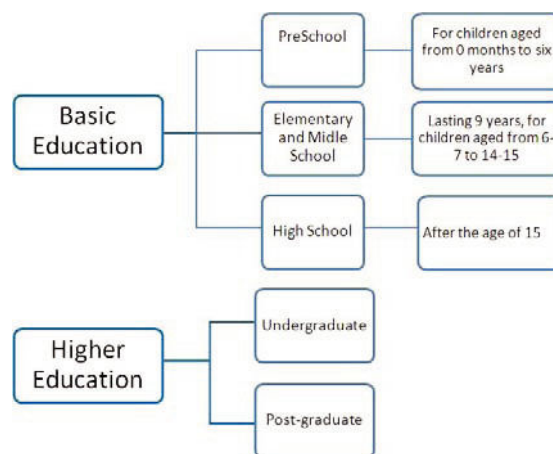 PreSchool
For children aged
from 0 months to six
years
Basic
Education
Elementary
and Midle
School
Lasting 9 years, for
children aged from 6-
7 to 14-15
High School
After the age of 15
Higher
Education
Undergraduate
Post-graduate